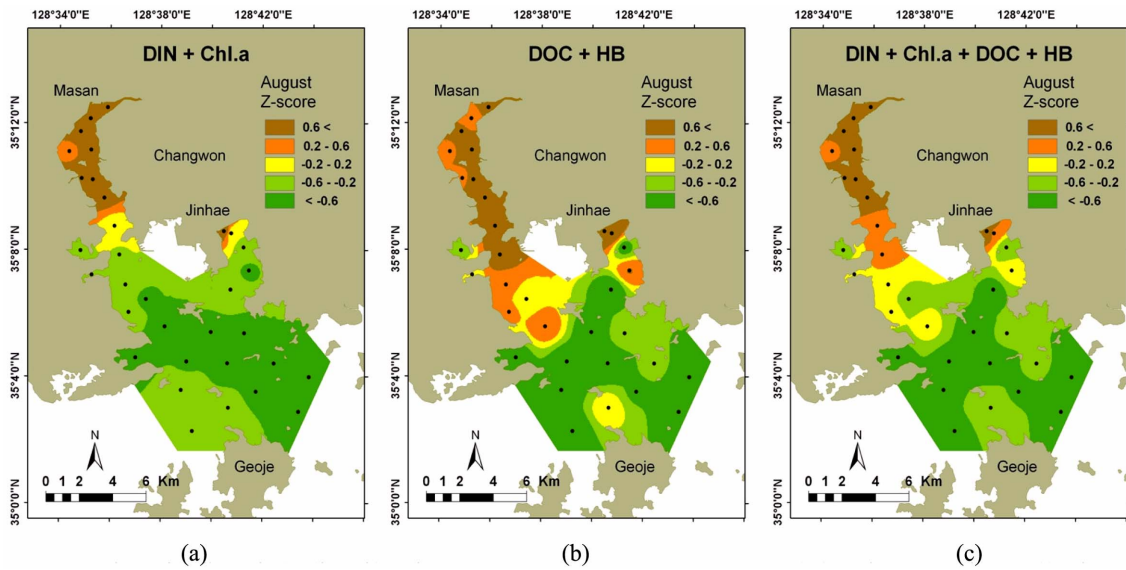 128°34'0"E 128°38'0"E 128°42'0"E
DIN + Chl.a
Masan
August
Z-score
0.6 <
0.2 - 0.6
-0.2 - 0.2
-0.6 - -0.2
< -0.6
Changwon
Jinhae
Geoje
N
0 1 2 4 6 Km
35°12'0"N
35°8'0"N
35°4'0"N
35°0'0"N
(a)
128°34'0"E 128°38'0"E 128°42'0"E
DOC + HB
Masan
August
Z-score
0.6 <
0.2 - 0.6
-0.2 - 0.2
-0.6 - -0.2
< -0.6
Changwon
Jinhae
Geoje
N
0 1 2 4 6 Km
35°12'0"N
35°8'0"N
35°4'0"N
35°0'0"N
(b)
128°34'0"E 128°38'0"E 128°42'0"E
DIN + Chl.a + DOC + HB
Masan
August
Z-score
0.6 <
0.2 - 0.6
-0.2 - 0.2
-0.6 - -0.2
< -0.6
Changwon
Jinhae
Geoje
N
0 1 2 4 6 Km
35°12'0"N
35°8'0"N
35°4'0"N
35°0'0"N
(c)